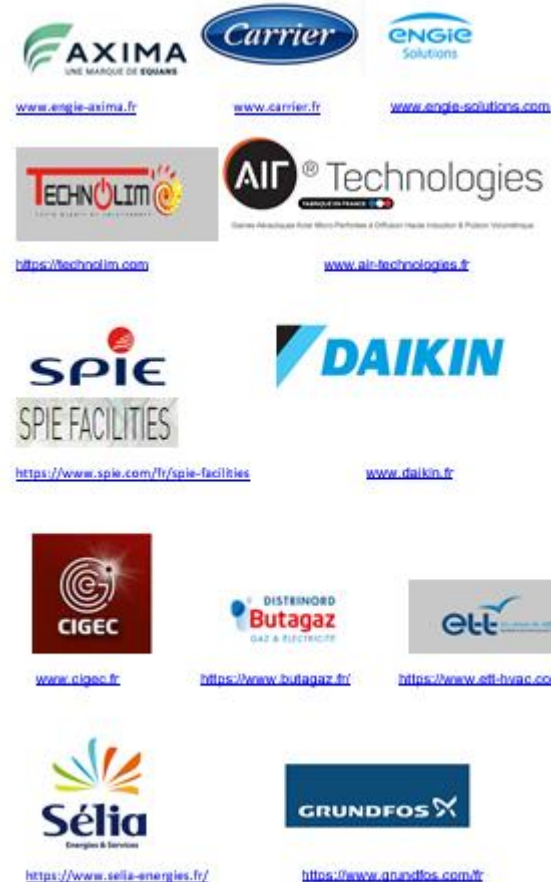 AXIMA
UNE MARQUE DE EQUANS
Carrier
ENGIE
Solutions
www.engie-axima.fr
www.carrier.fr
www.engie-solutions.com
TECHNOLIM
AIr® Technologies
FABRIQUÉ EN FRANCE
https://technolim.com
www.air-technologies.fr
SPIE
DAIKIN
SPIE FACILITIES
https://www.spie.com/fr/spie-facilities
www.daikin.fr
CIGEC
DISTRINORD
Butagaz
GAZ & ELECTRICITE
ett
www.cigec.fr
https://www.butagaz.fr/
https://www.ett-hvac.co
Sélia
Energies & Services
GRUNDFOS
https://www.selia-energies.fr/
https://www.grundfos.com/fr